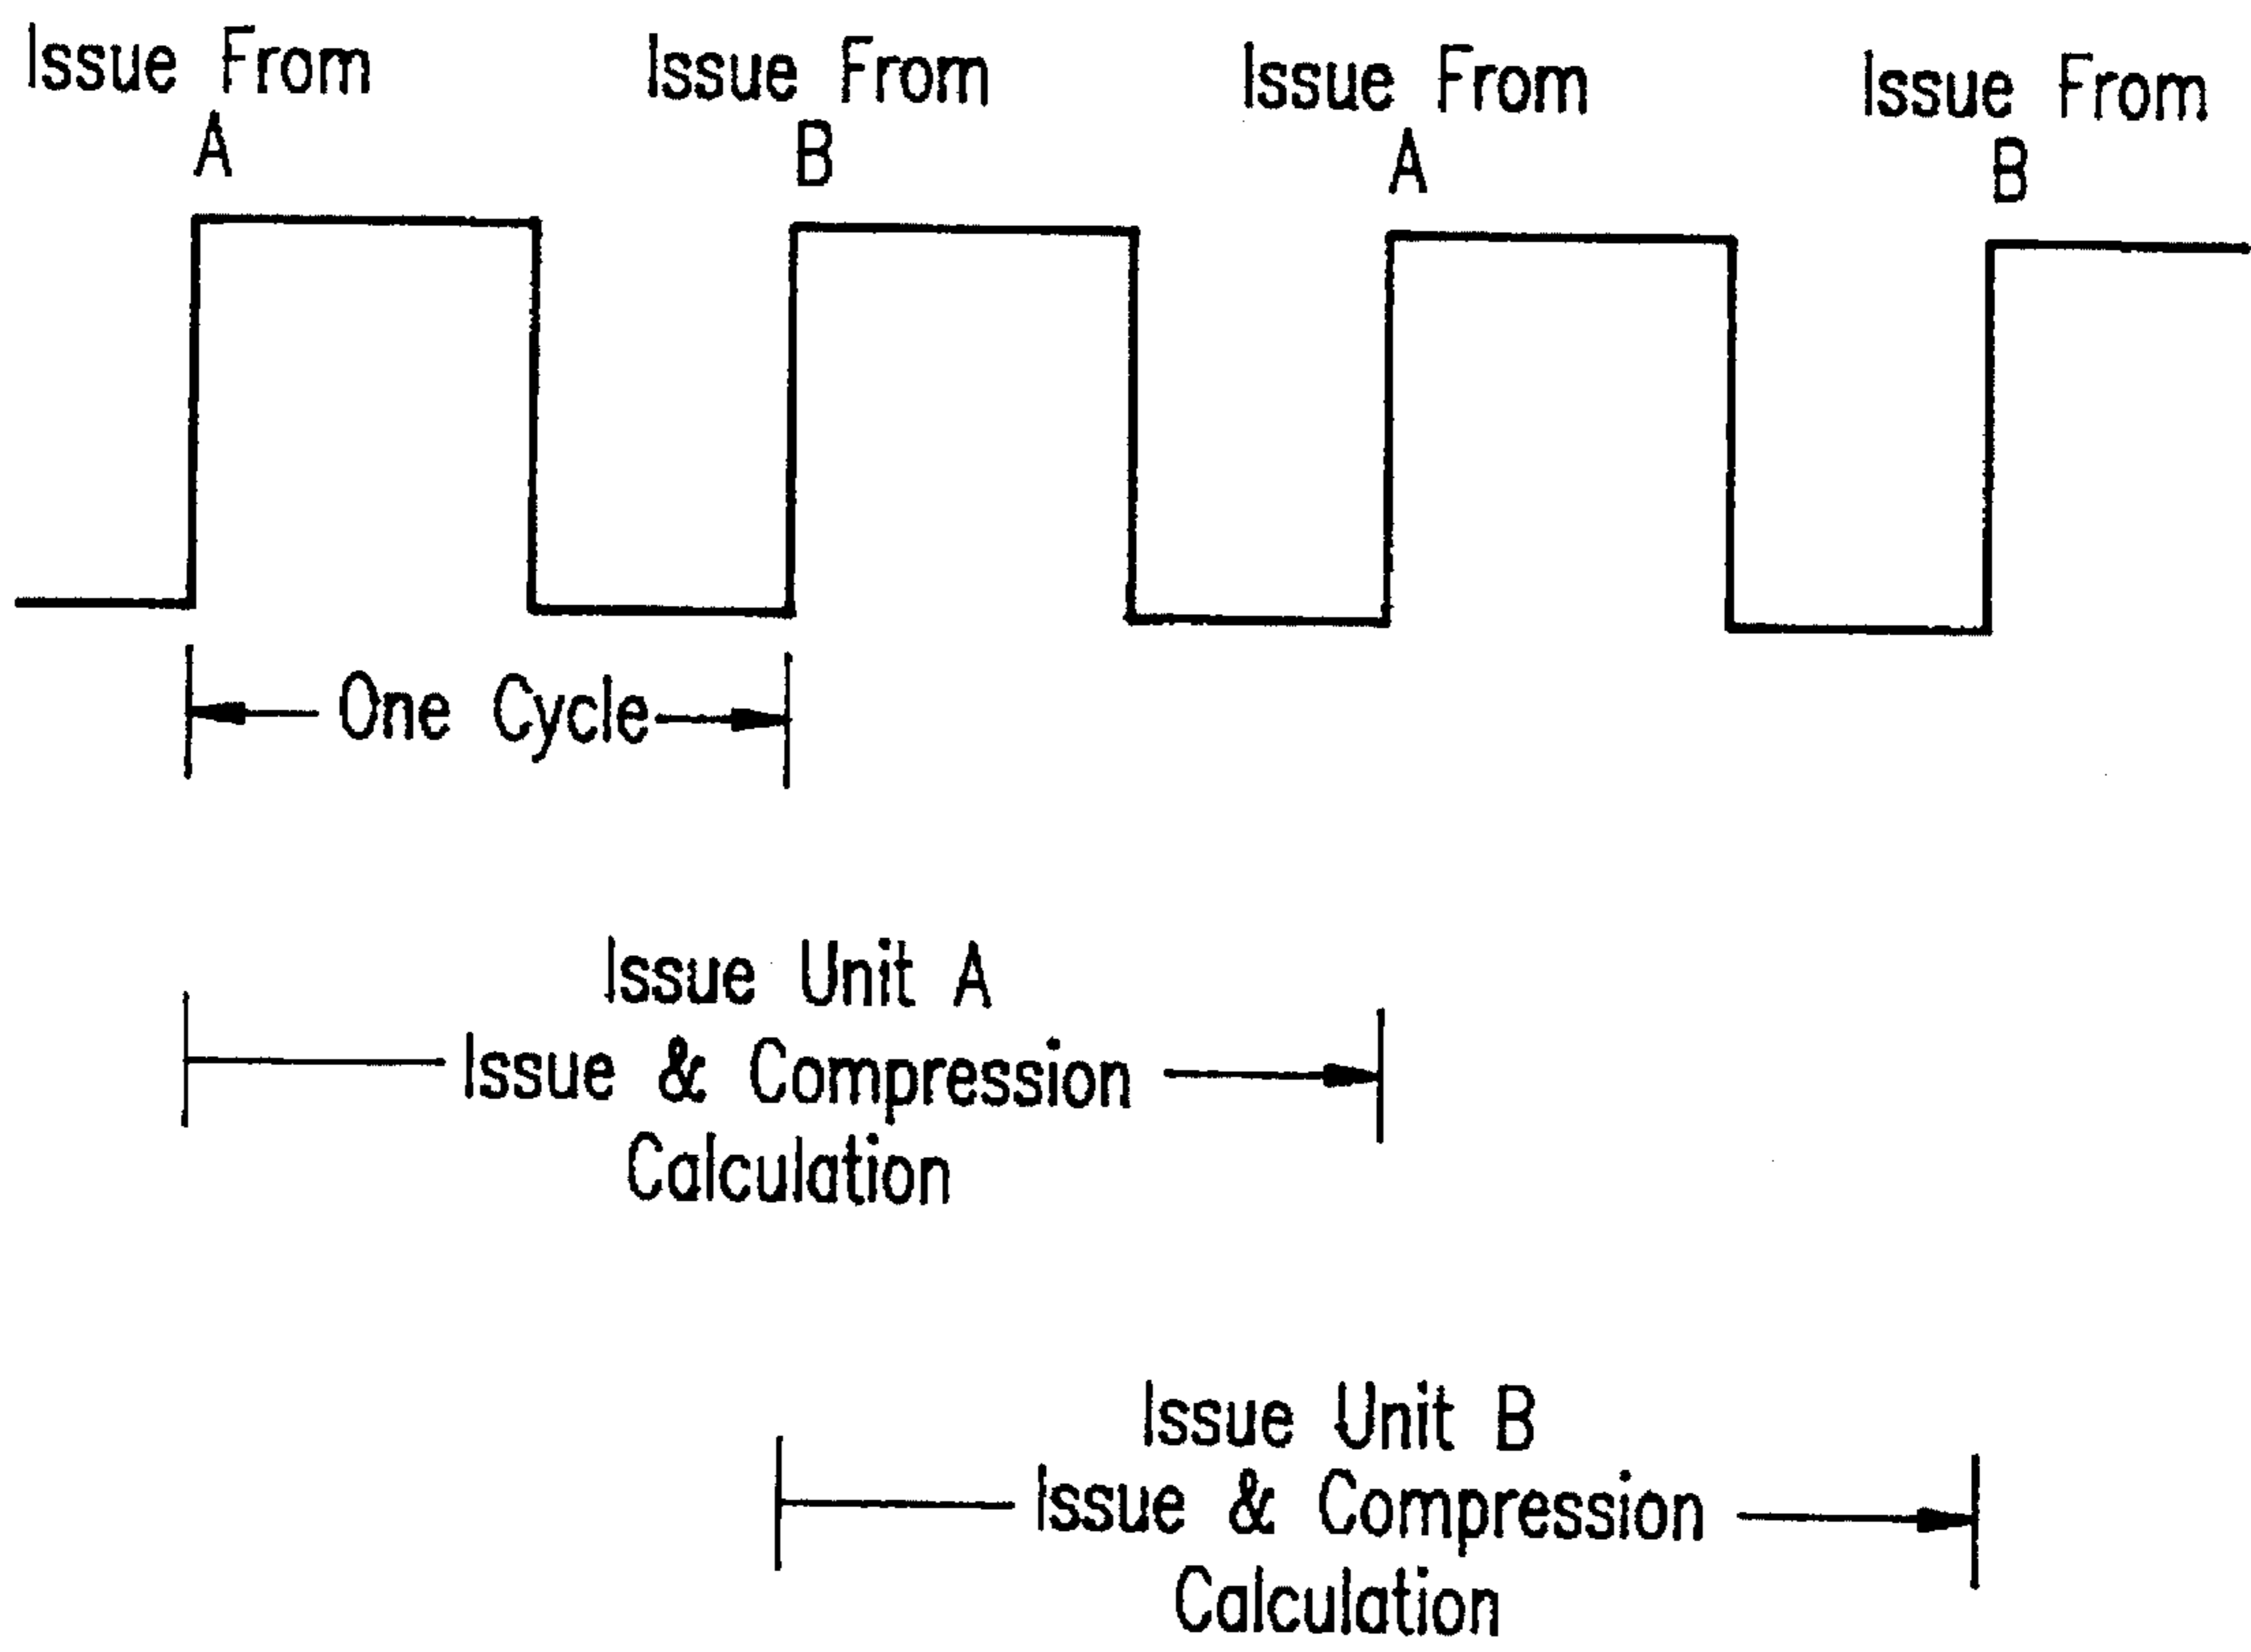 Issue From
A
Issue From
B
Issue From
A
Issue From
B
One Cycle
Issue Unit A
Issue & Compression
Calculation
Issue Unit B
Issue & Compression
Calculation